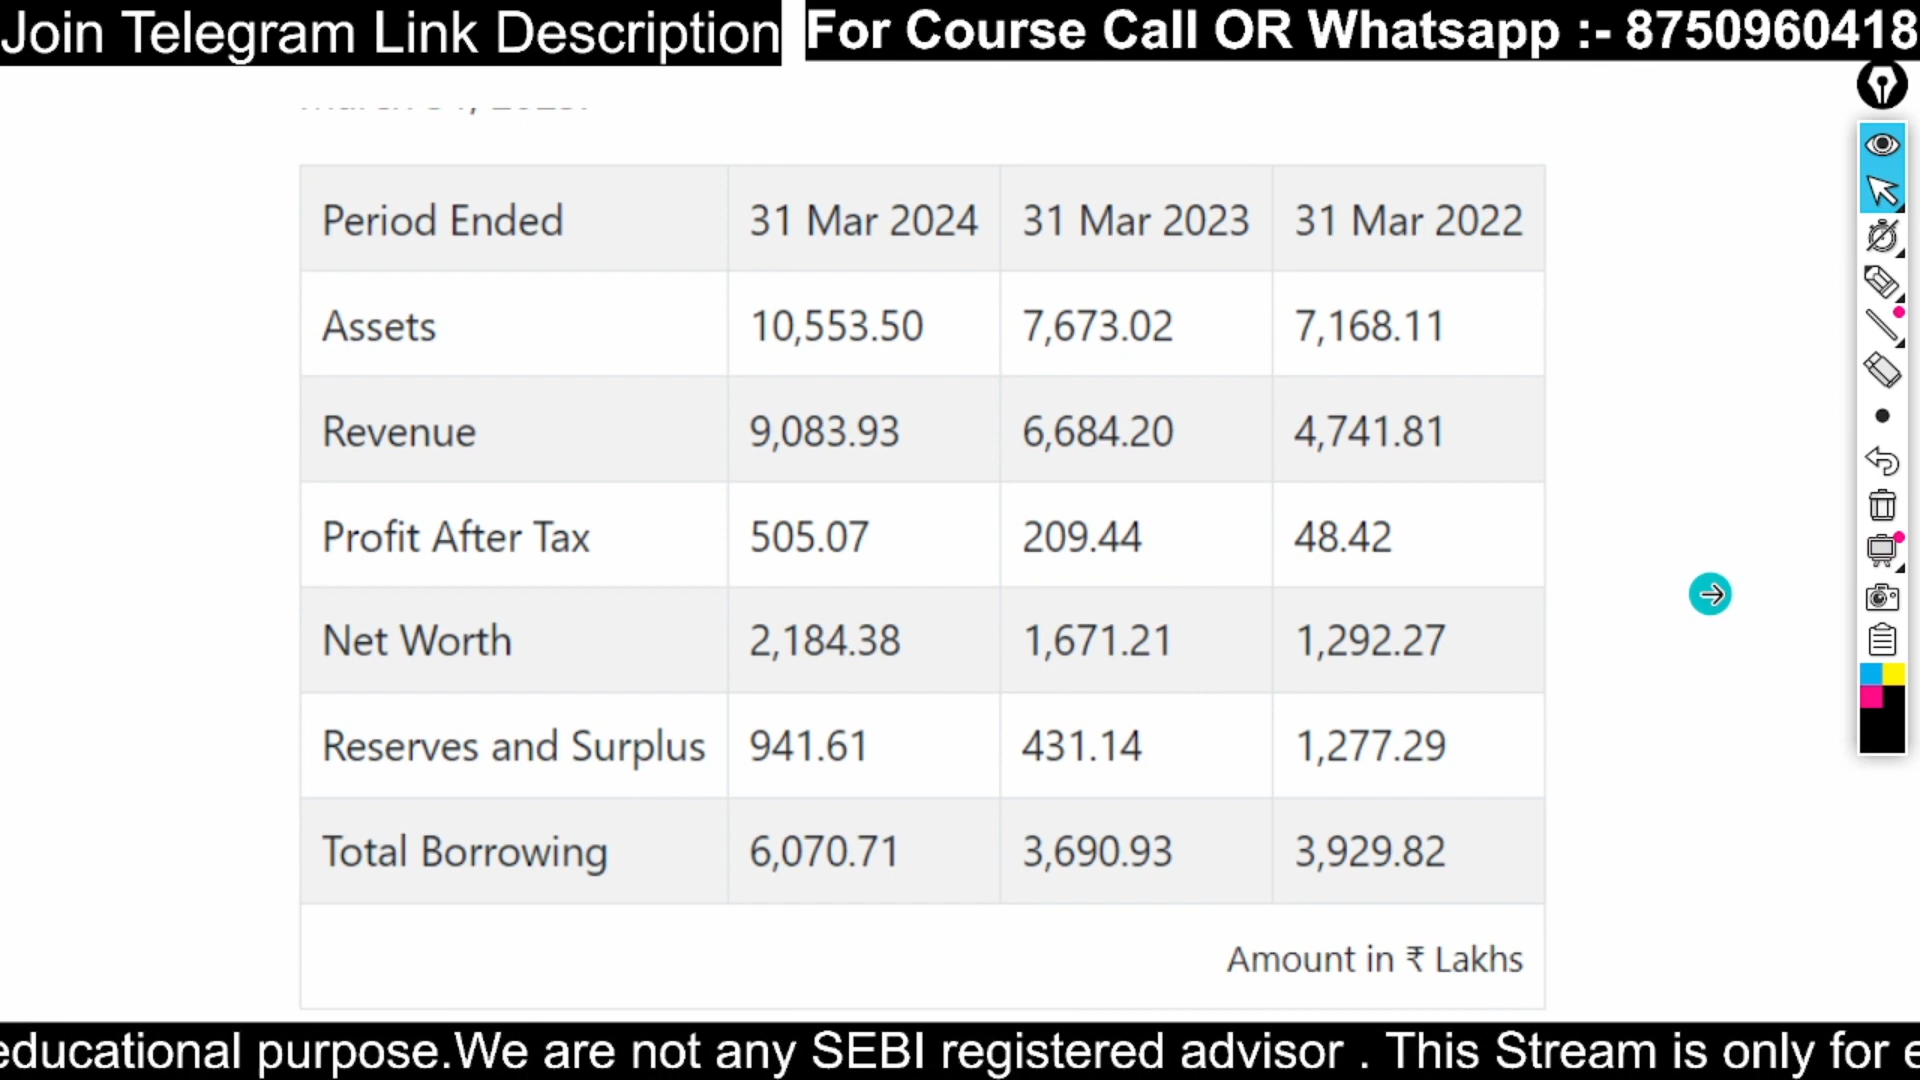 Join Telegram Link Description For Course Call OR Whatsapp :- 8750960418
Period Ended 31 Mar 2024 31 Mar 2023 31 Mar 2022
Assets 10,553.50 7,673.02 7,168.11
Revenue 9,083.93 6,684.20 4,741.81
Profit After Tax 505.07 209.44 48.42
Net Worth 2,184.38 1,671.21 1,292.27
Reserves and Surplus 941.61 431.14 1,277.29
Total Borrowing 6,070.71 3,690.93 3,929.82
Amount in ₹ Lakhs
educational purpose.We are not any SEBI registered advisor . This Stream is only for e